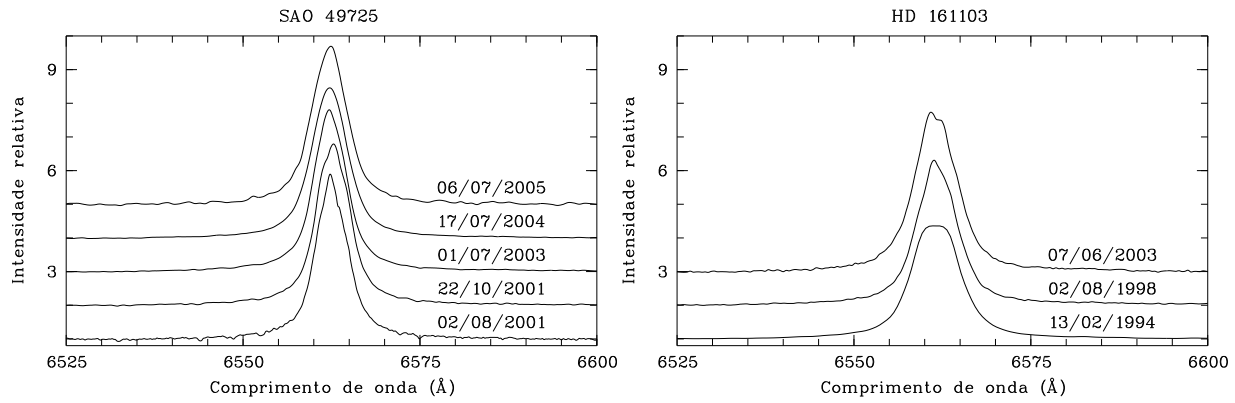 SAO 49725
9
6
3
Intensidade relativa
06/07/2005
17/07/2004
01/07/2003
22/10/2001
02/08/2001
6525 6550 6575 6600
Comprimento de onda (Å)
HD 161103
9
6
3
Intensidade relativa
07/06/2003
02/08/1998
13/02/1994
6525 6550 6575 6600
Comprimento de onda (Å)